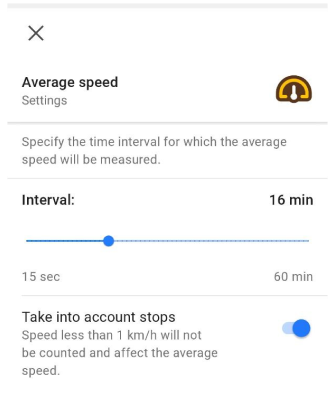 Average speed
Settings
Specify the time interval for which the average
speed will be measured.
Interval: 16 min
15 sec 60 min
Take into account stops
Speed less than 1 km/h will not
be counted and affect the average
speed.